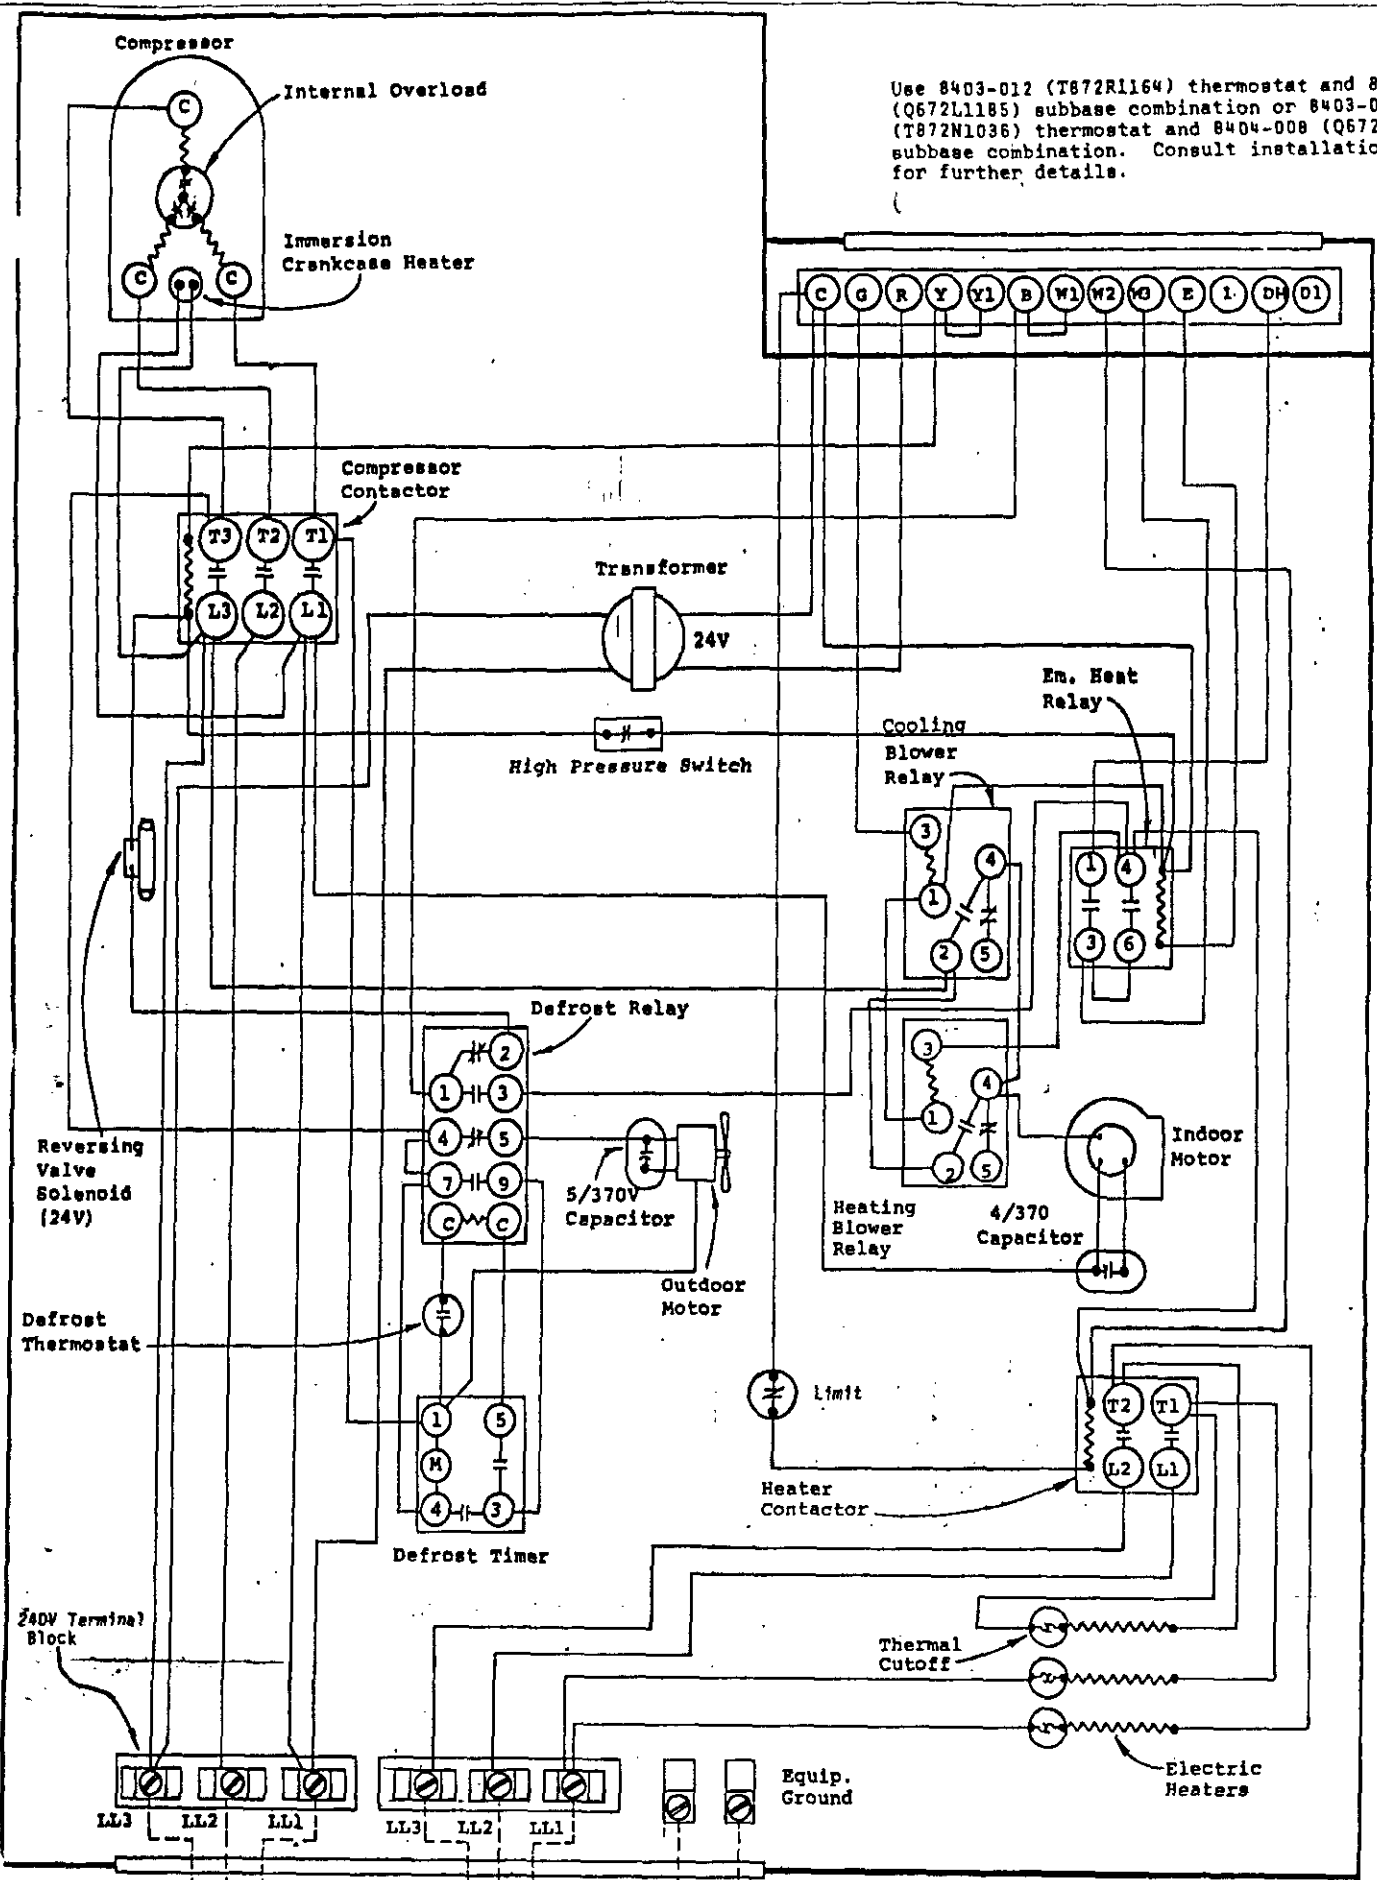 Compressor
Internal Overload
C
Use 8403-012 (T872R1164) thermostat and 8
(Q672L1185) subbase combination or 8403-0
(T872N1036) thermostat and 8404-008 (Q672
subbase combination. Consult installatio
for further details.
Immersion
Crankcase Heater
C C
C G R Y Y1 B W1 W2 W3 E 1 DH D1
Compressor
Contactor
T3 T2 T1
L3 L2 L1
Transformer
24V
Em. Heat
Relay
High Pressure Switch
Cooling
Blower
Relay
3
4
1
2 5
1 4
3 6
Defrost Relay
2
1 3
4 5
7 9
C C
3
4
1
2 5
Reversing
Valve
Solenoid
(24V)
5/370V
Capacitor
Indoor
Motor
Heating
Blower
Relay
4/370
Capacitor
Outdoor
Motor
Defrost
Thermostat
Limit
1 5
M
4 3
T2 T1
L2 L1
Heater
Contactor
Defrost Timer
240V Terminal
Block
Thermal
Cutoff
Electric
Heaters
Equip.
Ground
LL3 LL2 LL1
LL3 LL2 LL1